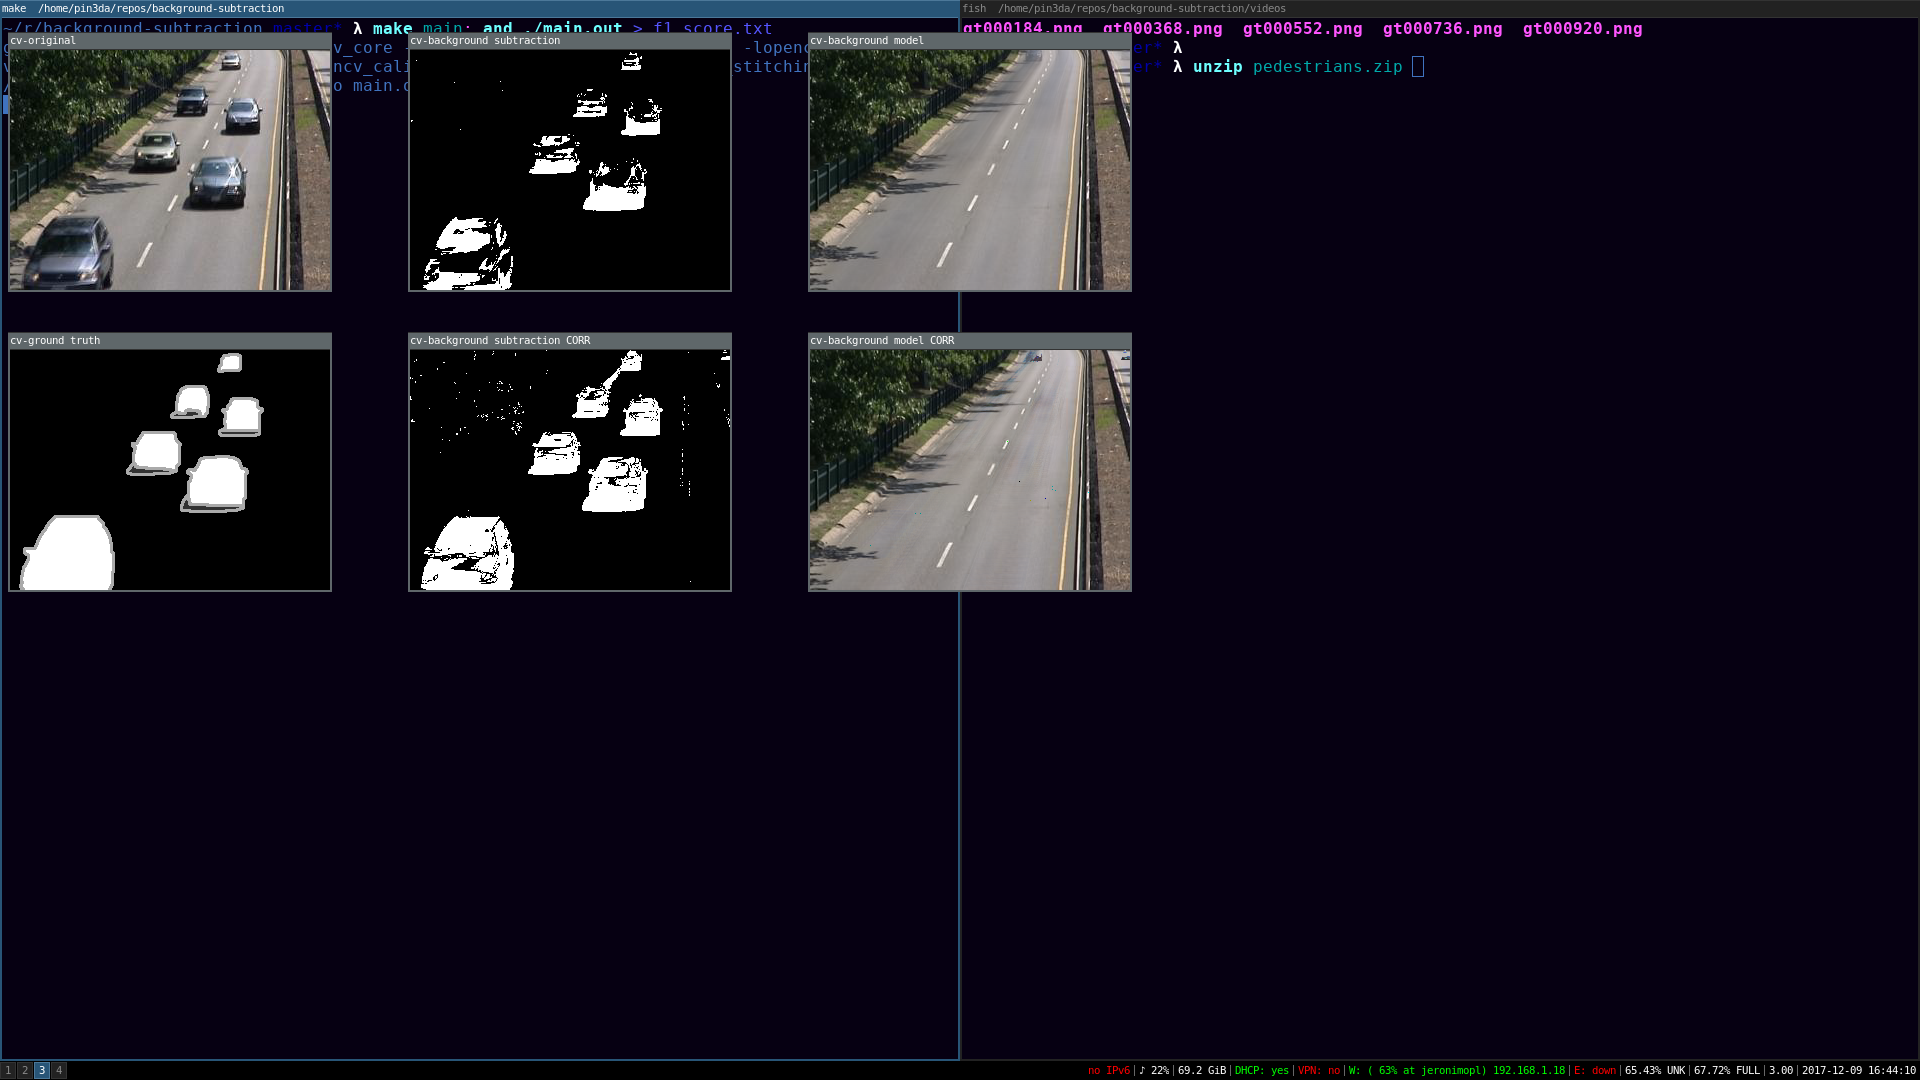 make  /home/pin3da/repos/background-subtraction
fish  /home/pin3da/repos/background-subtraction/videos
~/r/background-subtraction master* λ make main; and ./main.out > f1_score.txt
gt000184.png  gt000368.png  gt000552.png  gt000736.png  gt000920.png
cv-original
cv-background subtraction
cv-background model
v_core
-lopenc
er* λ
ncv_cali
stitchin
er* λ unzip pedestrians.zip
o main.o
cv-ground truth
cv-background subtraction CORR
cv-background model CORR
1 2 3 4
no IPv6|♪ 22%|69.2 GiB|DHCP: yes|VPN: no|W: ( 63% at jeronimopl) 192.168.1.18|E: down|65.43% UNK|67.72% FULL|3.00|2017-12-09 16:44:10